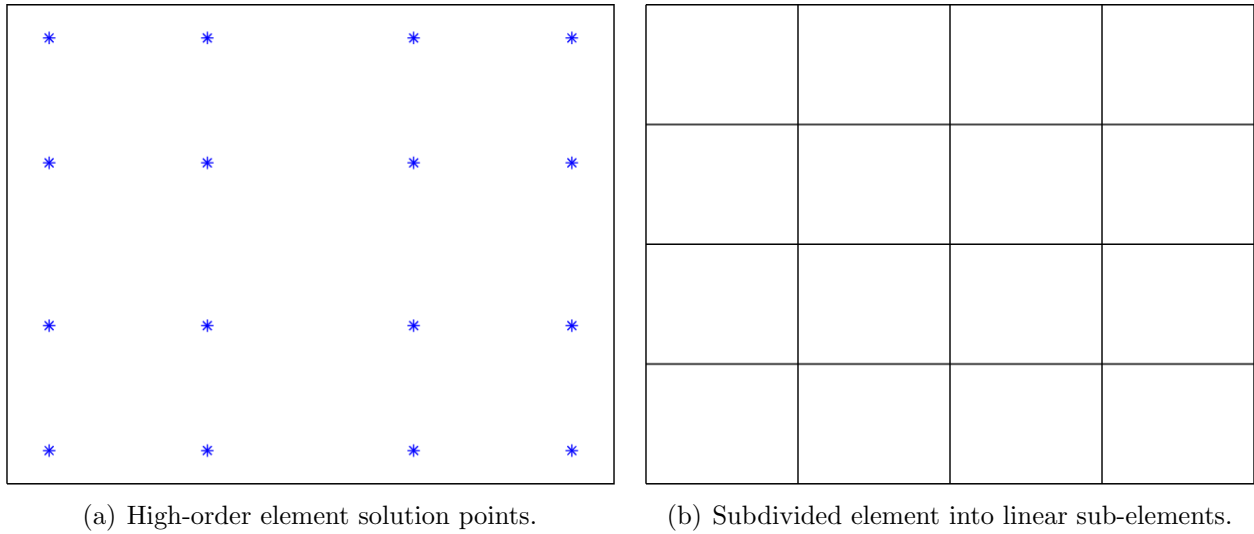 (a) High-order element solution points.
(b) Subdivided element into linear sub-elements.